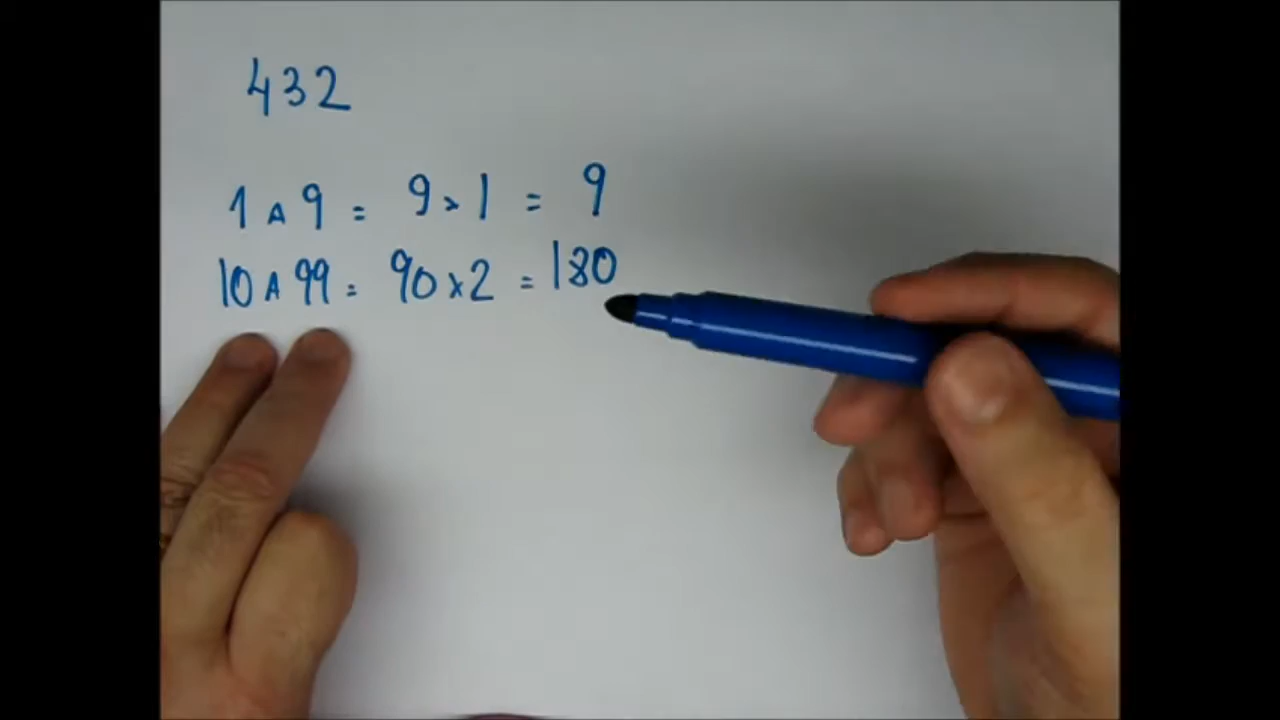 432
1 A 9 = 9 x 1 = 9
10 A 99 = 90 x 2 = 180